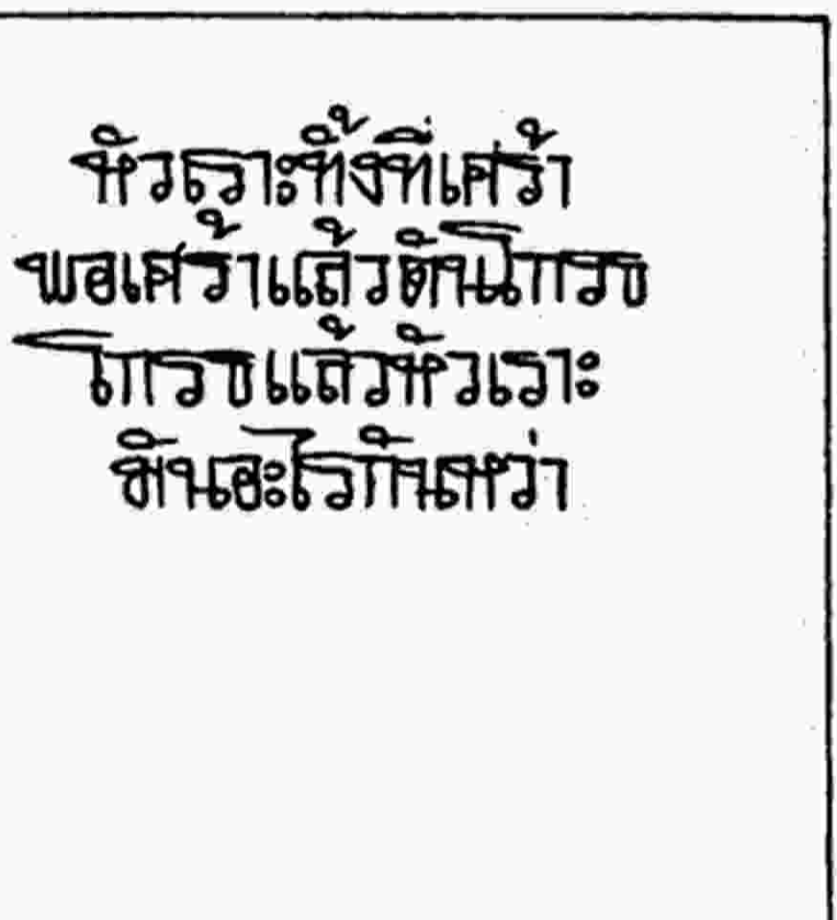 หัวเราะทั้งที่เศร้า
พอเศร้าแล้วดันโกรธ
โกรธแล้วหัวเราะ
มันอะไรกันหว่า